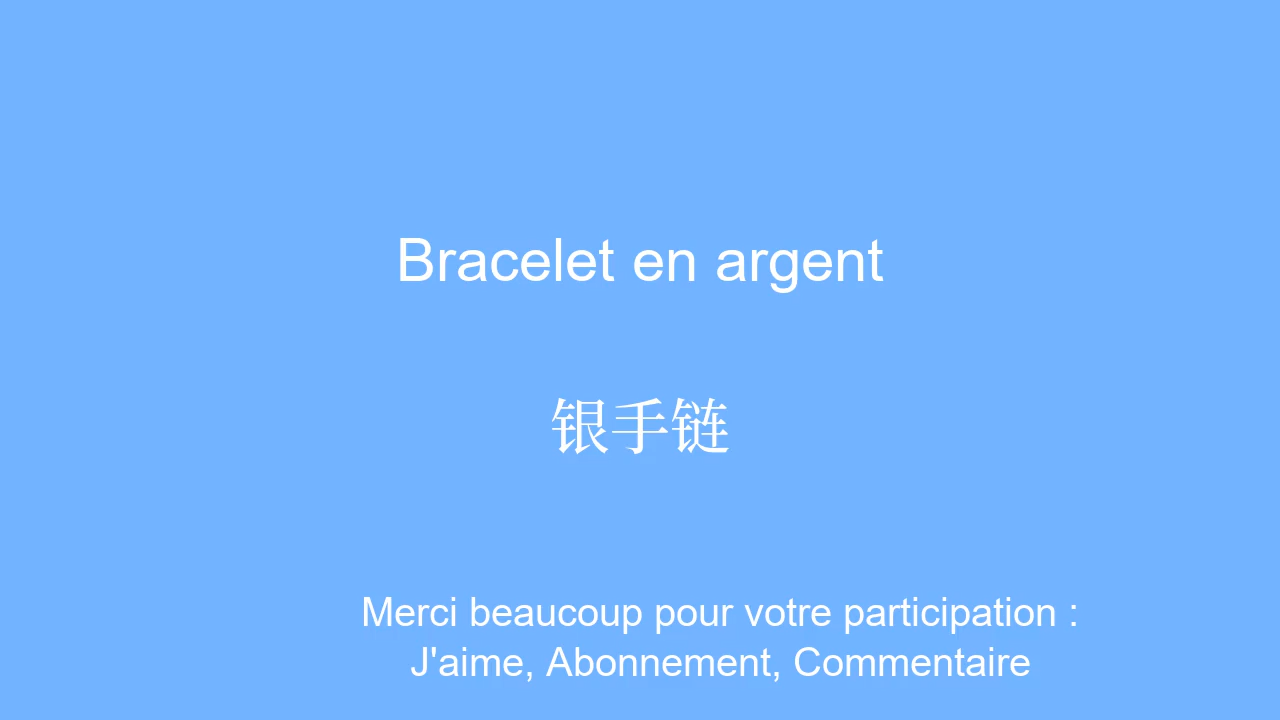 Bracelet en argent
银手链
Merci beaucoup pour votre participation :
J'aime, Abonnement, Commentaire